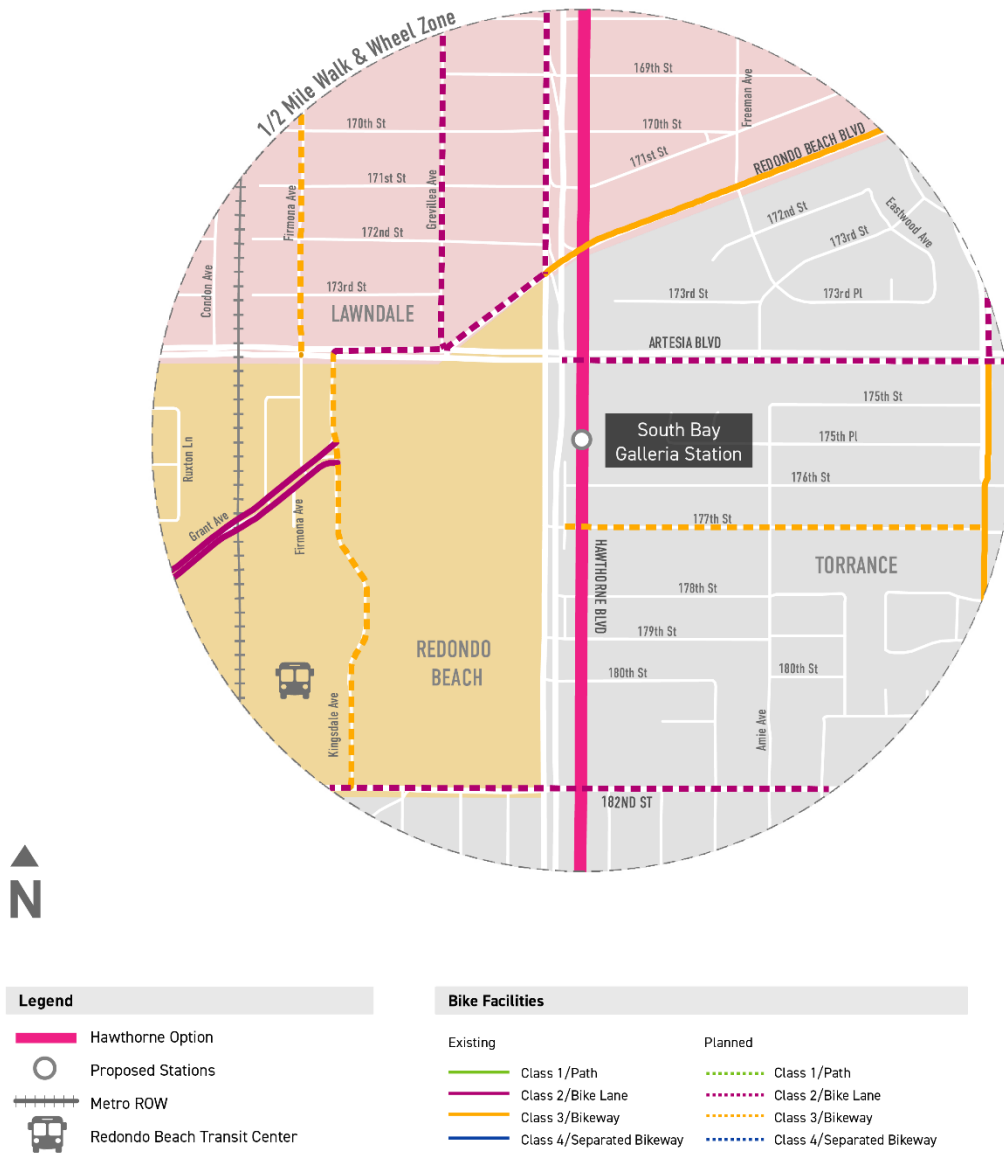 1/2 Mile Walk & Wheel Zone
169th St
Freeman Ave
170th St
170th St
171st St
REDONDO BEACH BLVD
171st St
Grevillea Ave
Firmona Ave
172nd St
172nd St
Eastwood Ave
173rd St
Condon Ave
173rd St
173rd St
173rd Pl
LAWNDALE
ARTESIA BLVD
175th St
South Bay
Galleria Station
175th Pl
Ruxton Ln
176th St
Grant Ave
Firmona Ave
177th St
HAWTHORNE BLVD
TORRANCE
178th St
179th St
REDONDO
BEACH
180th St
180th St
Kingsdale Ave
Amie Ave
182ND ST
N
Legend
Hawthorne Option
Proposed Stations
Metro ROW
Redondo Beach Transit Center
Bike Facilities
Existing
Class 1/Path
Class 2/Bike Lane
Class 3/Bikeway
Class 4/Separated Bikeway
Planned
Class 1/Path
Class 2/Bike Lane
Class 3/Bikeway
Class 4/Separated Bikeway